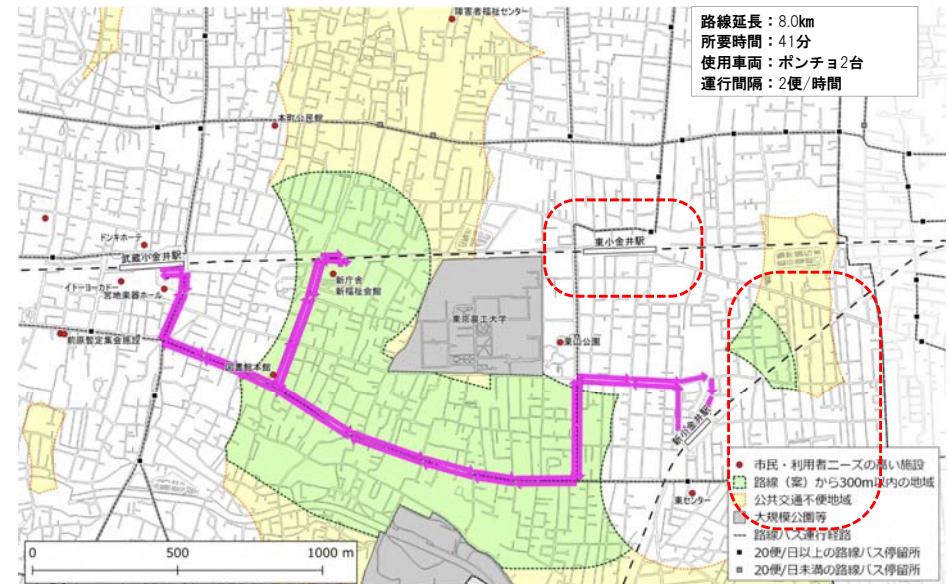 障害者福祉センター
路線延長：8.0km
所要時間：41分
使用車両：ポンチョ2台
運行間隔：2便/時間
本町公民館
ドンキホーテ
武蔵小金井駅
東小金井駅
イトーヨーカドー
宮地楽器ホール
新庁舎
新福祉会館
東京農工大学
前原暫定集会施設
栗山公園
図書館本館
新小金井駅
東センター
市民・利用者ニーズの高い施設
路線（案）から300m以内の地域
公共交通不便地域
大規模公園等
路線バス運行経路
20便/日以上の路線バス停留所
20便/日未満の路線バス停留所
0 500 1000 m